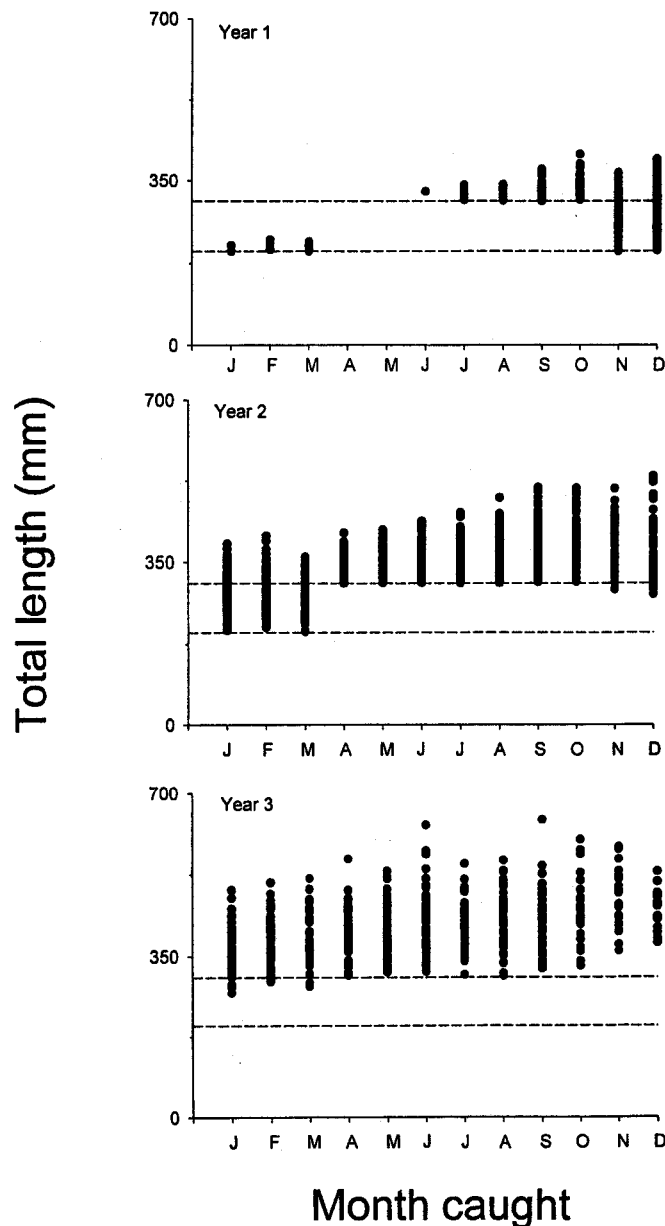 700
Year 1
350
0
J F M A M J J A S O N D
700
Year 2
350
0
J F M A M J J A S O N D
700
Year 3
350
0
J F M A M J J A S O N D
Total length (mm)
Month caught